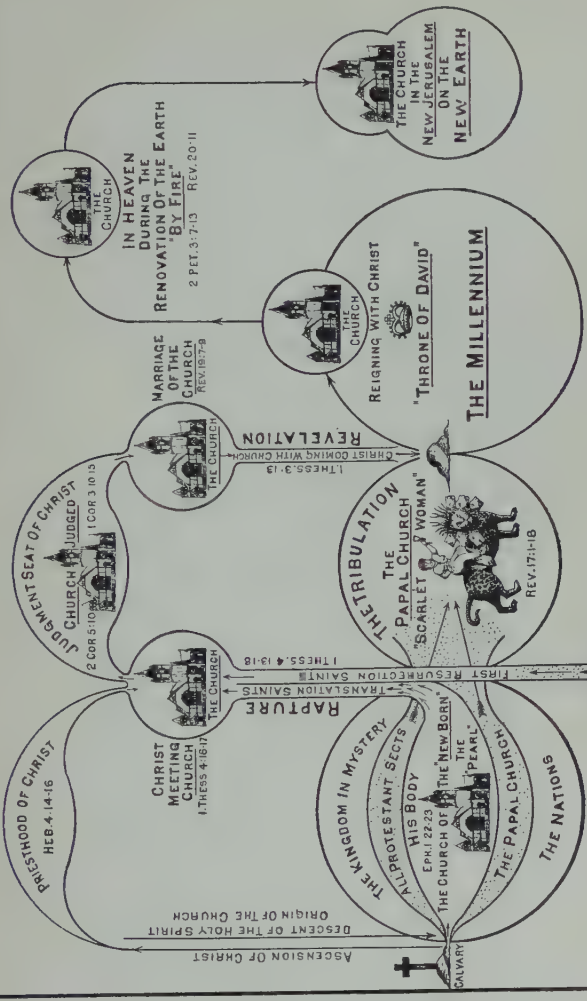 PRIESTHOOD OF CHRIST
HEB. 4:14-16
ASCENSION OF CHRIST
DESCENT OF THE HOLY SPIRIT
ORIGIN OF THE CHURCH
CALVARY
THE KINGDOM IN MYSTERY
ALL PROTESTANT SECTS
HIS BODY
EPH. 1:22-23
THE CHURCH OF THE "NEW BORN"
THE
"PEARL"
THE PAPAL CHURCH
THE NATIONS
CHRIST
MEETING
CHURCH
1. THESS 4:16-17
THE CHURCH
RAPTURE
TRANSLATION SAINTS
FIRST RESURRECTION SAINTS
1. THESS. 4:13-18
JUDGMENT SEAT OF CHRIST
CHURCH JUDGED
2 COR 5:10
1 COR 3:10-15
MARRIAGE
OF THE
CHURCH
REV. 19:7-9
THE CHURCH
REVELATION
CHRIST COMING WITH CHURCH
1. THESS. 3:13
THE TRIBULATION
THE
PAPAL CHURCH
"SCARLET WOMAN"
REV. 17:1-18
THE
CHURCH
REIGNING WITH CHRIST
"THRONE OF DAVID"
THE MILLENNIUM
THE
CHURCH
IN HEAVEN
DURING THE
RENOVATION OF THE EARTH
"BY FIRE"
2 PET. 3:7-13 REV. 20:11
THE CHURCH
IN THE
NEW JERUSALEM
ON THE
NEW EARTH